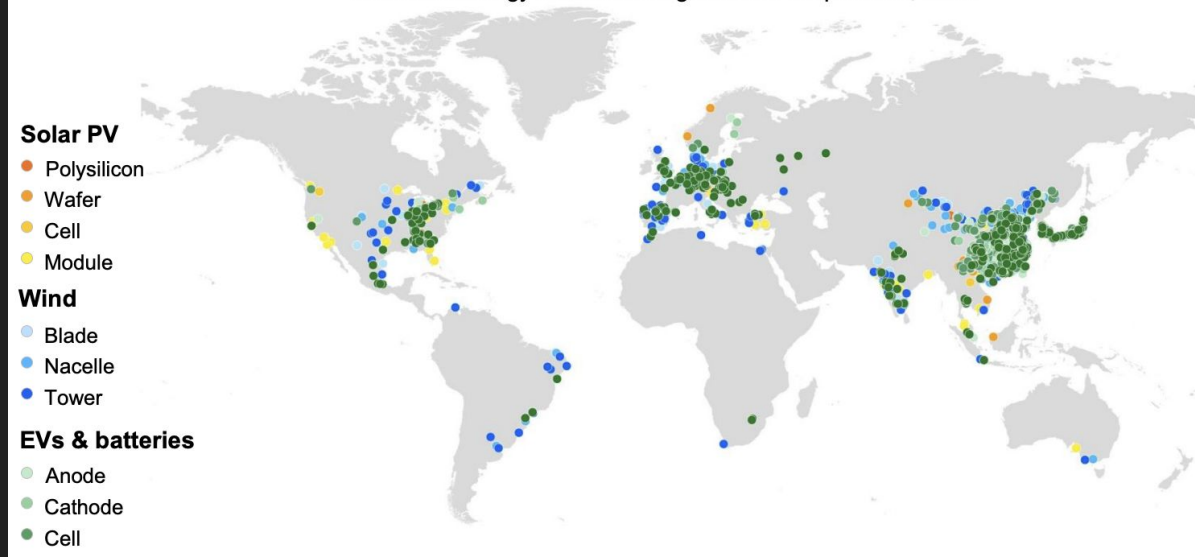 Solar PV
Polysilicon
Wafer
Cell
Module
Wind
Blade
Nacelle
Tower
EVs & batteries
Anode
Cathode
Cell